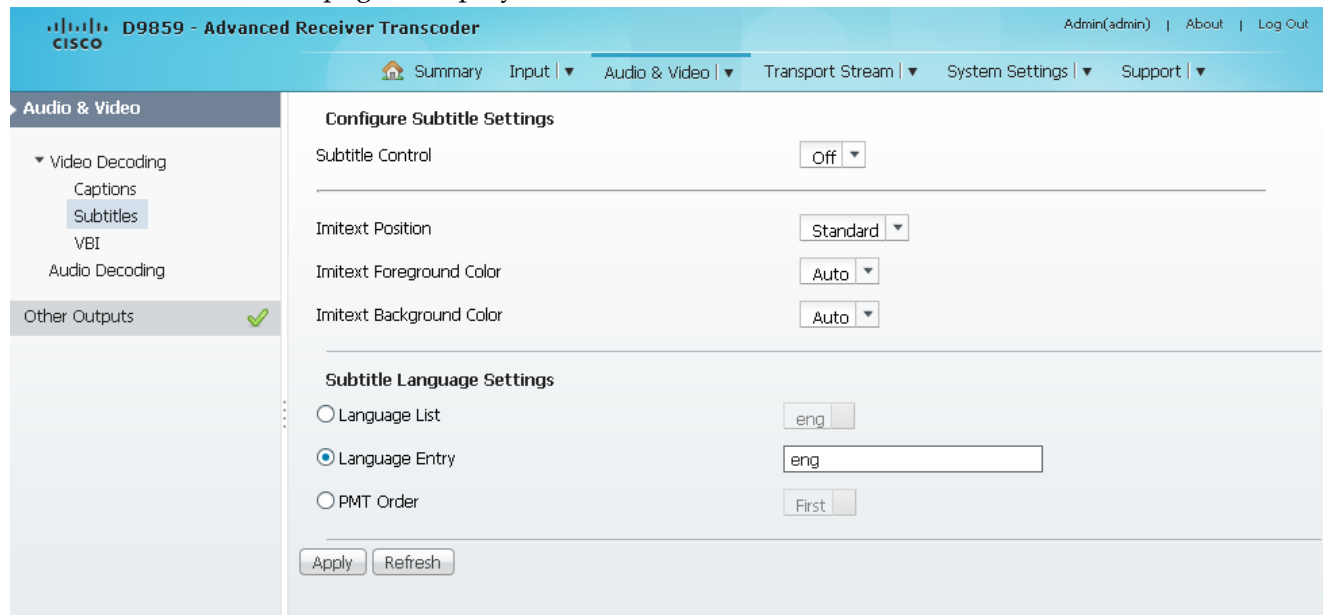 CISCO D9859 - Advanced Receiver Transcoder
Admin(admin) | About | Log Out
Summary Input | Audio & Video | Transport Stream | System Settings | Support |
Audio & Video
Video Decoding
Captions
Subtitles
VBI
Audio Decoding
Other Outputs
Configure Subtitle Settings
Subtitle Control Off
Imitext Position Standard
Imitext Foreground Color Auto
Imitext Background Color Auto
Subtitle Language Settings
Language List eng
Language Entry eng
PMT Order First
Apply Refresh